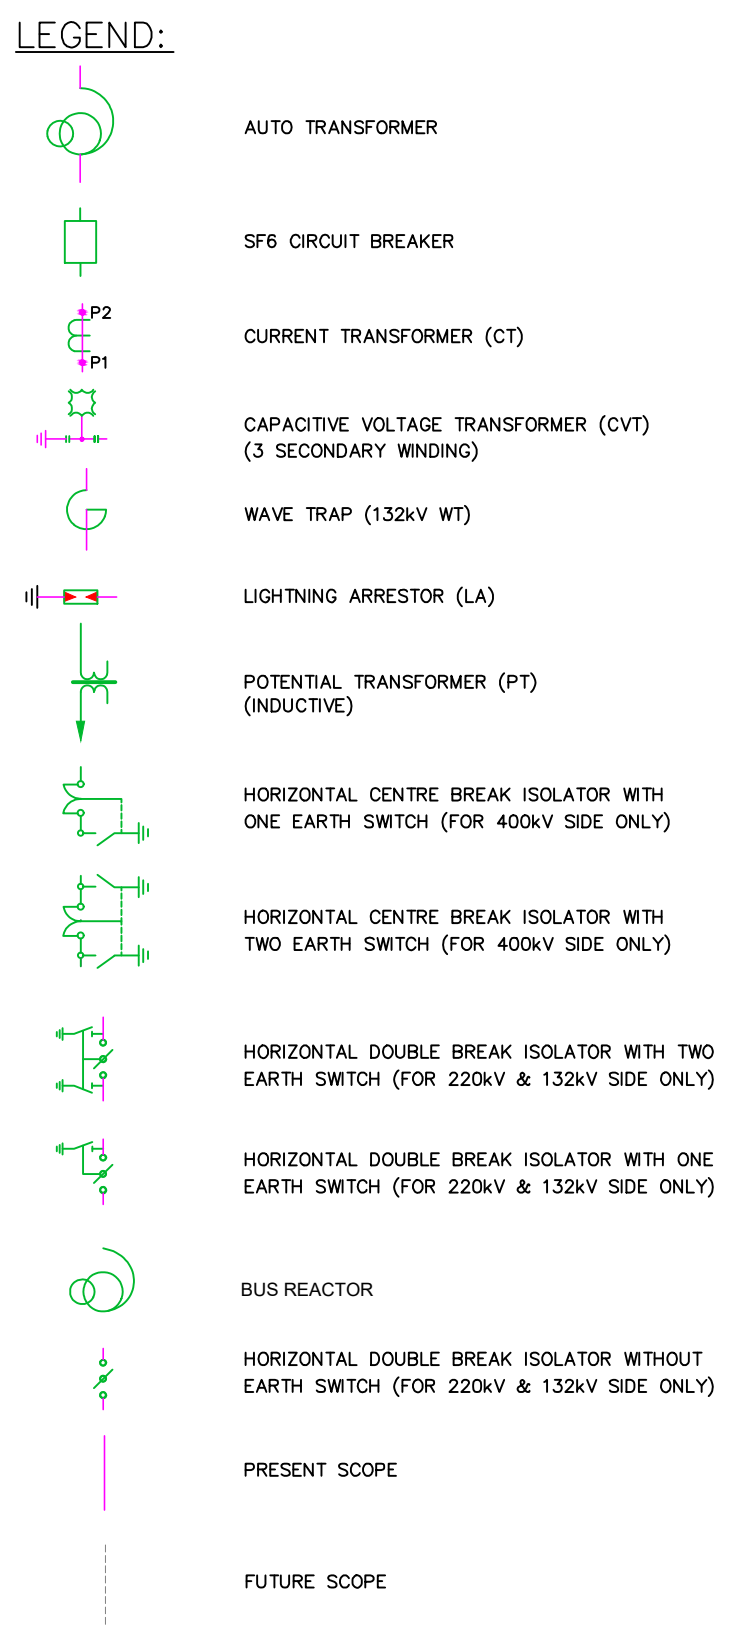 LEGEND:
AUTO TRANSFORMER
SF6 CIRCUIT BREAKER
P2
CURRENT TRANSFORMER (CT)
P1
CAPACITIVE VOLTAGE TRANSFORMER (CVT)
(3 SECONDARY WINDING)
WAVE TRAP (132kV WT)
LIGHTNING ARRESTOR (LA)
POTENTIAL TRANSFORMER (PT)
(INDUCTIVE)
HORIZONTAL CENTRE BREAK ISOLATOR WITH
ONE EARTH SWITCH (FOR 400kV SIDE ONLY)
HORIZONTAL CENTRE BREAK ISOLATOR WITH
TWO EARTH SWITCH (FOR 400kV SIDE ONLY)
HORIZONTAL DOUBLE BREAK ISOLATOR WITH TWO
EARTH SWITCH (FOR 220kV & 132kV SIDE ONLY)
HORIZONTAL DOUBLE BREAK ISOLATOR WITH ONE
EARTH SWITCH (FOR 220kV & 132kV SIDE ONLY)
BUS REACTOR
HORIZONTAL DOUBLE BREAK ISOLATOR WITHOUT
EARTH SWITCH (FOR 220kV & 132kV SIDE ONLY)
PRESENT SCOPE
FUTURE SCOPE